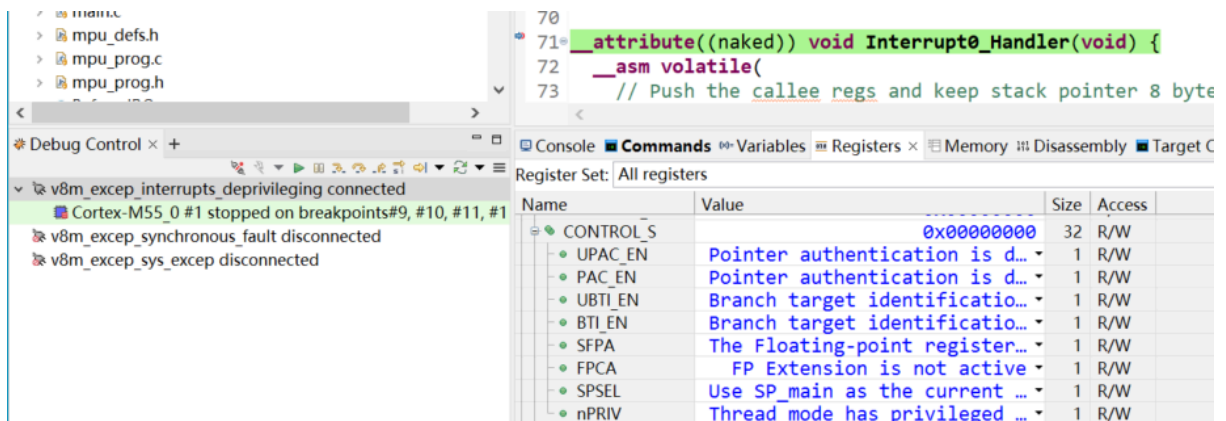 main.c
mpu_defs.h
mpu_prog.c
mpu_prog.h
70
71 __attribute((naked)) void Interrupt0_Handler(void) {
72 __asm volatile(
73 // Push the callee regs and keep stack pointer 8 byte
Debug Control × +
v8m_excep_interrupts_deprivileging connected
Cortex-M55_0 #1 stopped on breakpoints#9, #10, #11, #1
v8m_excep_synchronous_fault disconnected
v8m_excep_sys_excep disconnected
Console Commands Variables Registers × Memory Disassembly Target C
Register Set: All registers
Name Value Size Access
CONTROL_S 0x00000000 32 R/W
UPAC_EN Pointer authentication is d… 1 R/W
PAC_EN Pointer authentication is d… 1 R/W
UBTI_EN Branch target identificatio… 1 R/W
BTI_EN Branch target identificatio… 1 R/W
SFPA The Floating-point register… 1 R/W
FPCA FP Extension is not active 1 R/W
SPSEL Use SP_main as the current … 1 R/W
nPRIV Thread mode has privileged … 1 R/W